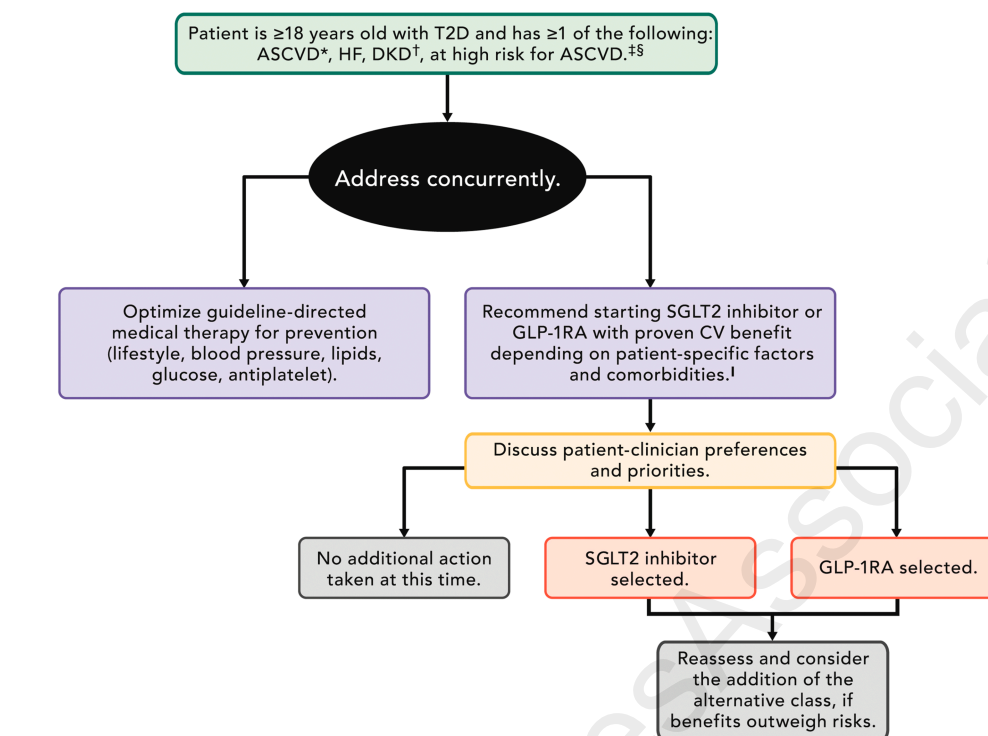 Patient is ≥18 years old with T2D and has ≥1 of the following:
ASCVD*, HF, DKD†, at high risk for ASCVD.‡§
Address concurrently.
Optimize guideline-directed
medical therapy for prevention
(lifestyle, blood pressure, lipids,
glucose, antiplatelet).
Recommend starting SGLT2 inhibitor or
GLP-1RA with proven CV benefit
depending on patient-specific factors
and comorbidities.ǀ
Discuss patient-clinician preferences
and priorities.
No additional action
taken at this time.
SGLT2 inhibitor
selected.
GLP-1RA selected.
Reassess and consider
the addition of the
alternative class, if
benefits outweigh risks.
esAssocia